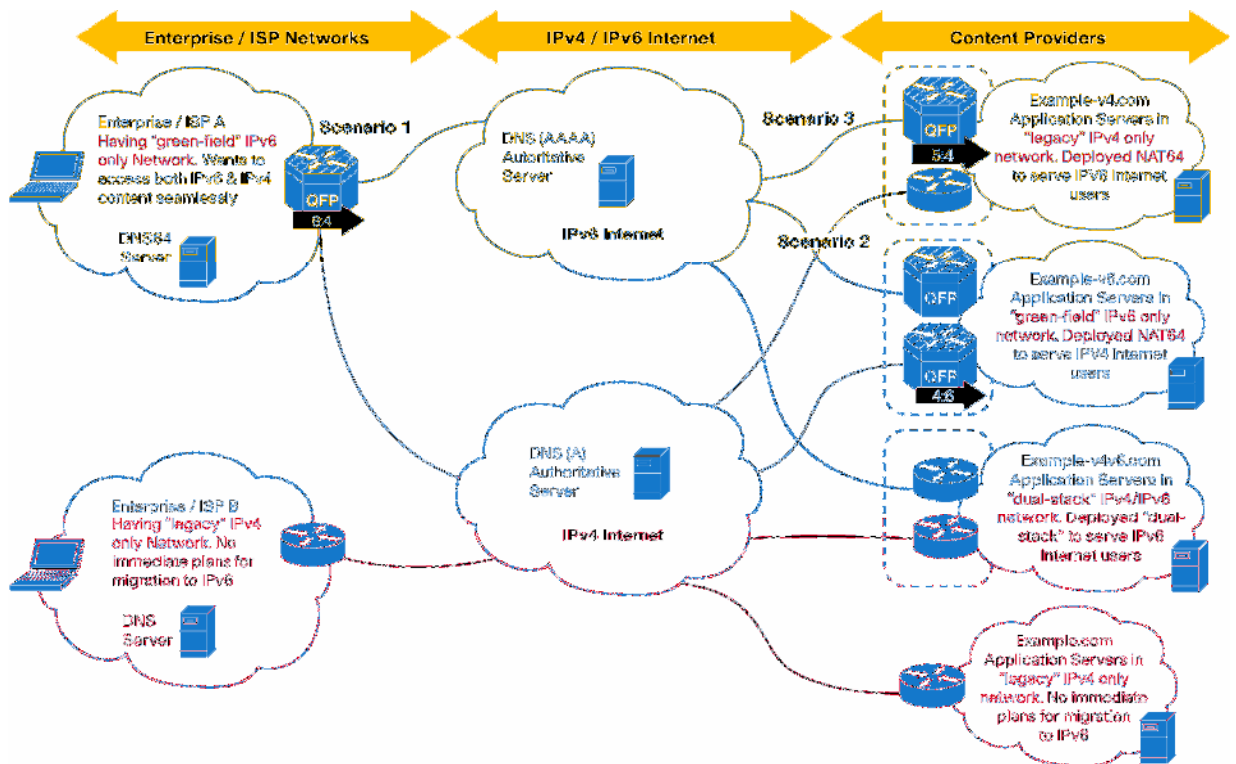 Enterprise / ISP Networks
IPv4 / IPv6 Internet
Content Providers
Enterprise / ISP A
Having "green-field" IPv6
only Network. Wants to
access both IPv6 & IPv4
content seamlessly
DNS64
Server
Scenario 1
QFP
6:4
DNS (AAAA)
Autoritative
Server
IPv6 Internet
Scenario 3
Scenario 2
QFP
Example-v4.com
Application Servers in
"legacy" IPv4 only
network. Deployed NAT64
to serve IPV6 Internet
users
QFP
QFP
4:6
Example-v6.com
Application Servers in
"green-field" IPv6 only
network. Deployed NAT64
to serve IPV4 Internet
users
Enterprise / ISP B
Having "legacy" IPv4
only Network. No
immediate plans for
migration to IPv6
DNS
Server
DNS (A)
Authoritative
Server
IPv4 Internet
Example-v4v6.com
Application Servers in
"dual-stack" IPv4/IPv6
network. Deployed "dual-
stack" to serve IPv6
Internet users
Example.com
Application Servers in
"legacy" IPv4 only
network. No immediate
plans for migration
to IPv6